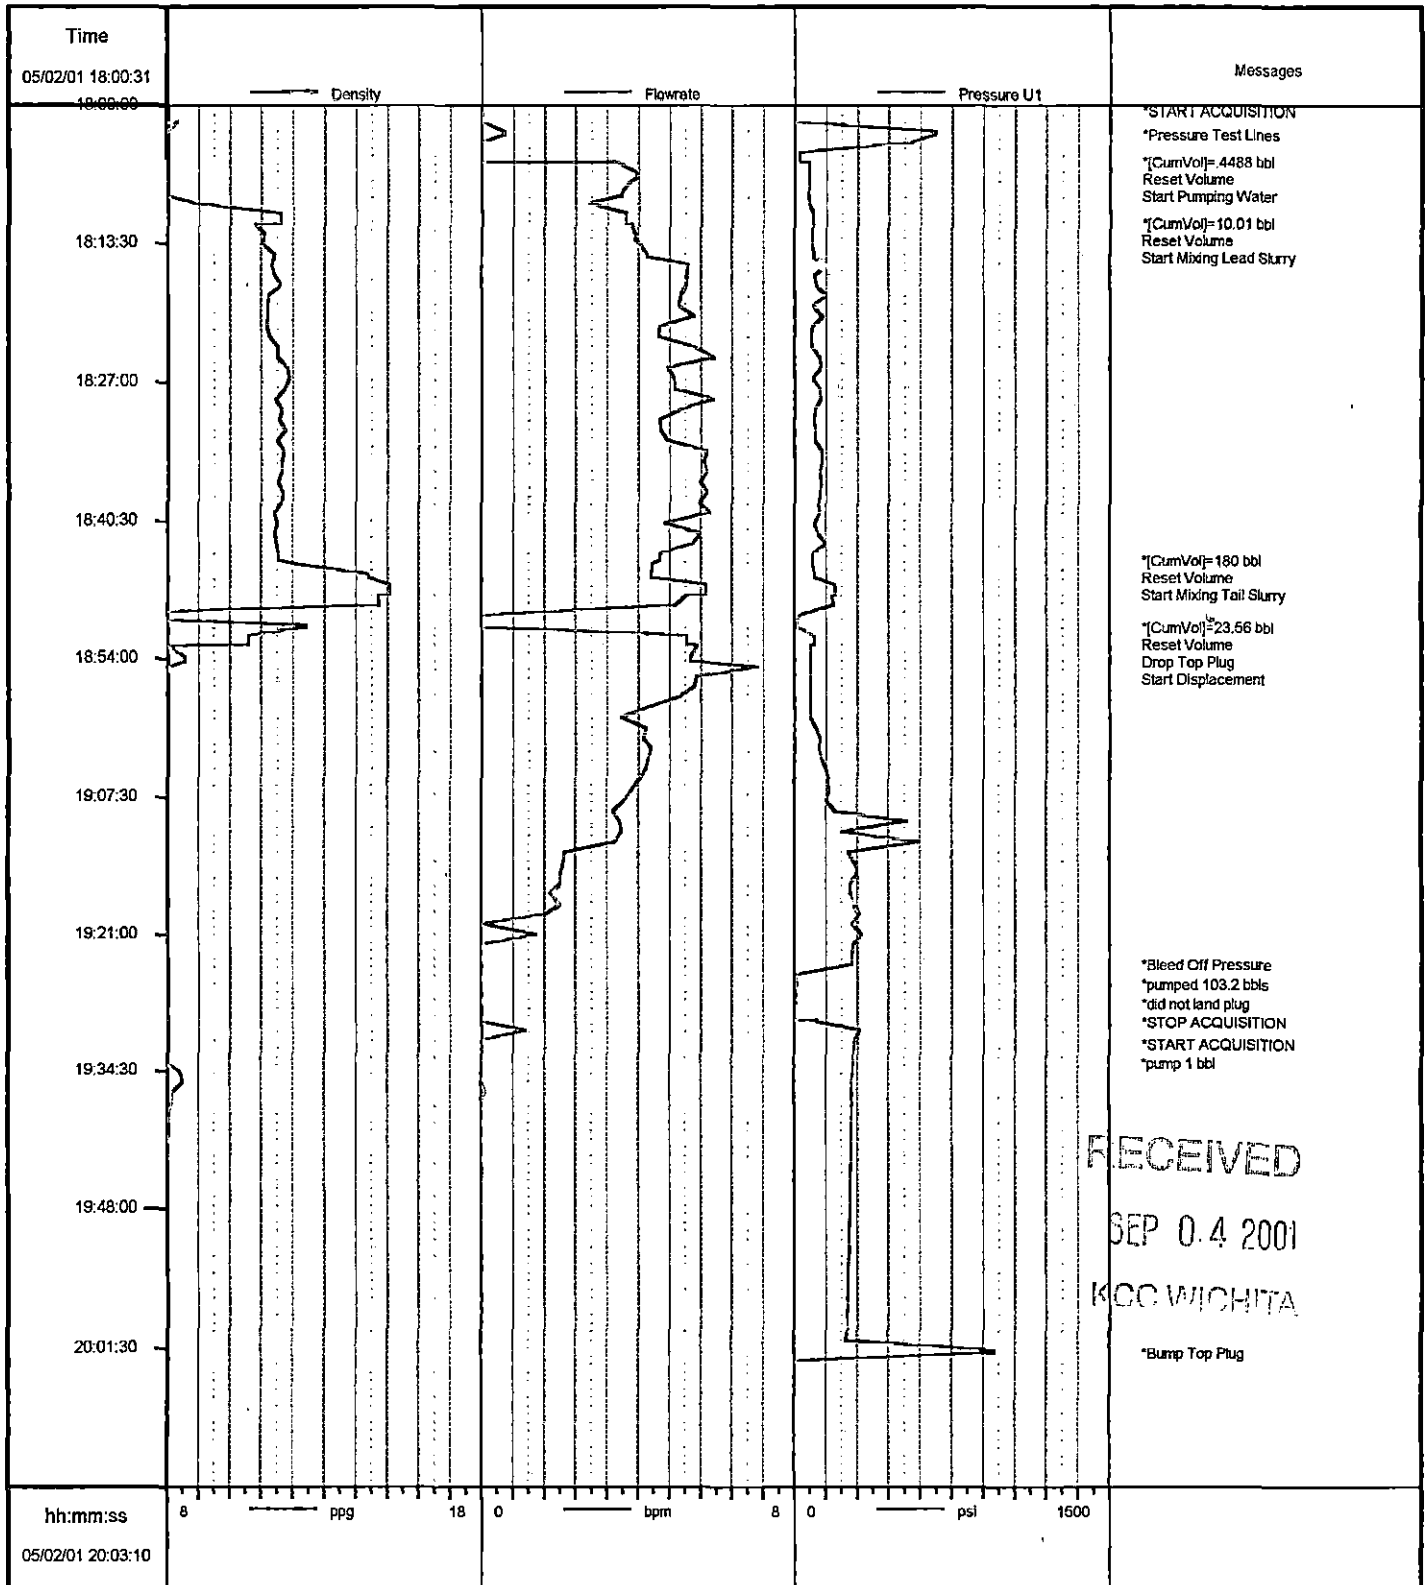 Time
05/02/01 18:00:31
Density
Flowrate
Pressure U1
Messages
18:00:00
*START ACQUISITION
*Pressure Test Lines
*[CumVol]=.4488 bbl
Reset Volume
Start Pumping Water
*[CumVol]=10.01 bbl
Reset Volume
Start Mixing Lead Slurry
18:13:30
18:27:00
18:40:30
*[CumVol]=180 bbl
Reset Volume
Start Mixing Tail Slurry
*[CumVol]=23.56 bbl
Reset Volume
Drop Top Plug
Start Displacement
18:54:00
19:07:30
19:21:00
*Bleed Off Pressure
*pumped 103.2 bbls
*did not land plug
*STOP ACQUISITION
*START ACQUISITION
*pump 1 bbl
19:34:30
RECEIVED
19:48:00
SEP 04 2001
KCC WICHITA
20:01:30
*Bump Top Plug
hh:mm:ss
8 ppg 18
0 bpm 8
0 psi 1500
05/02/01 20:03:10